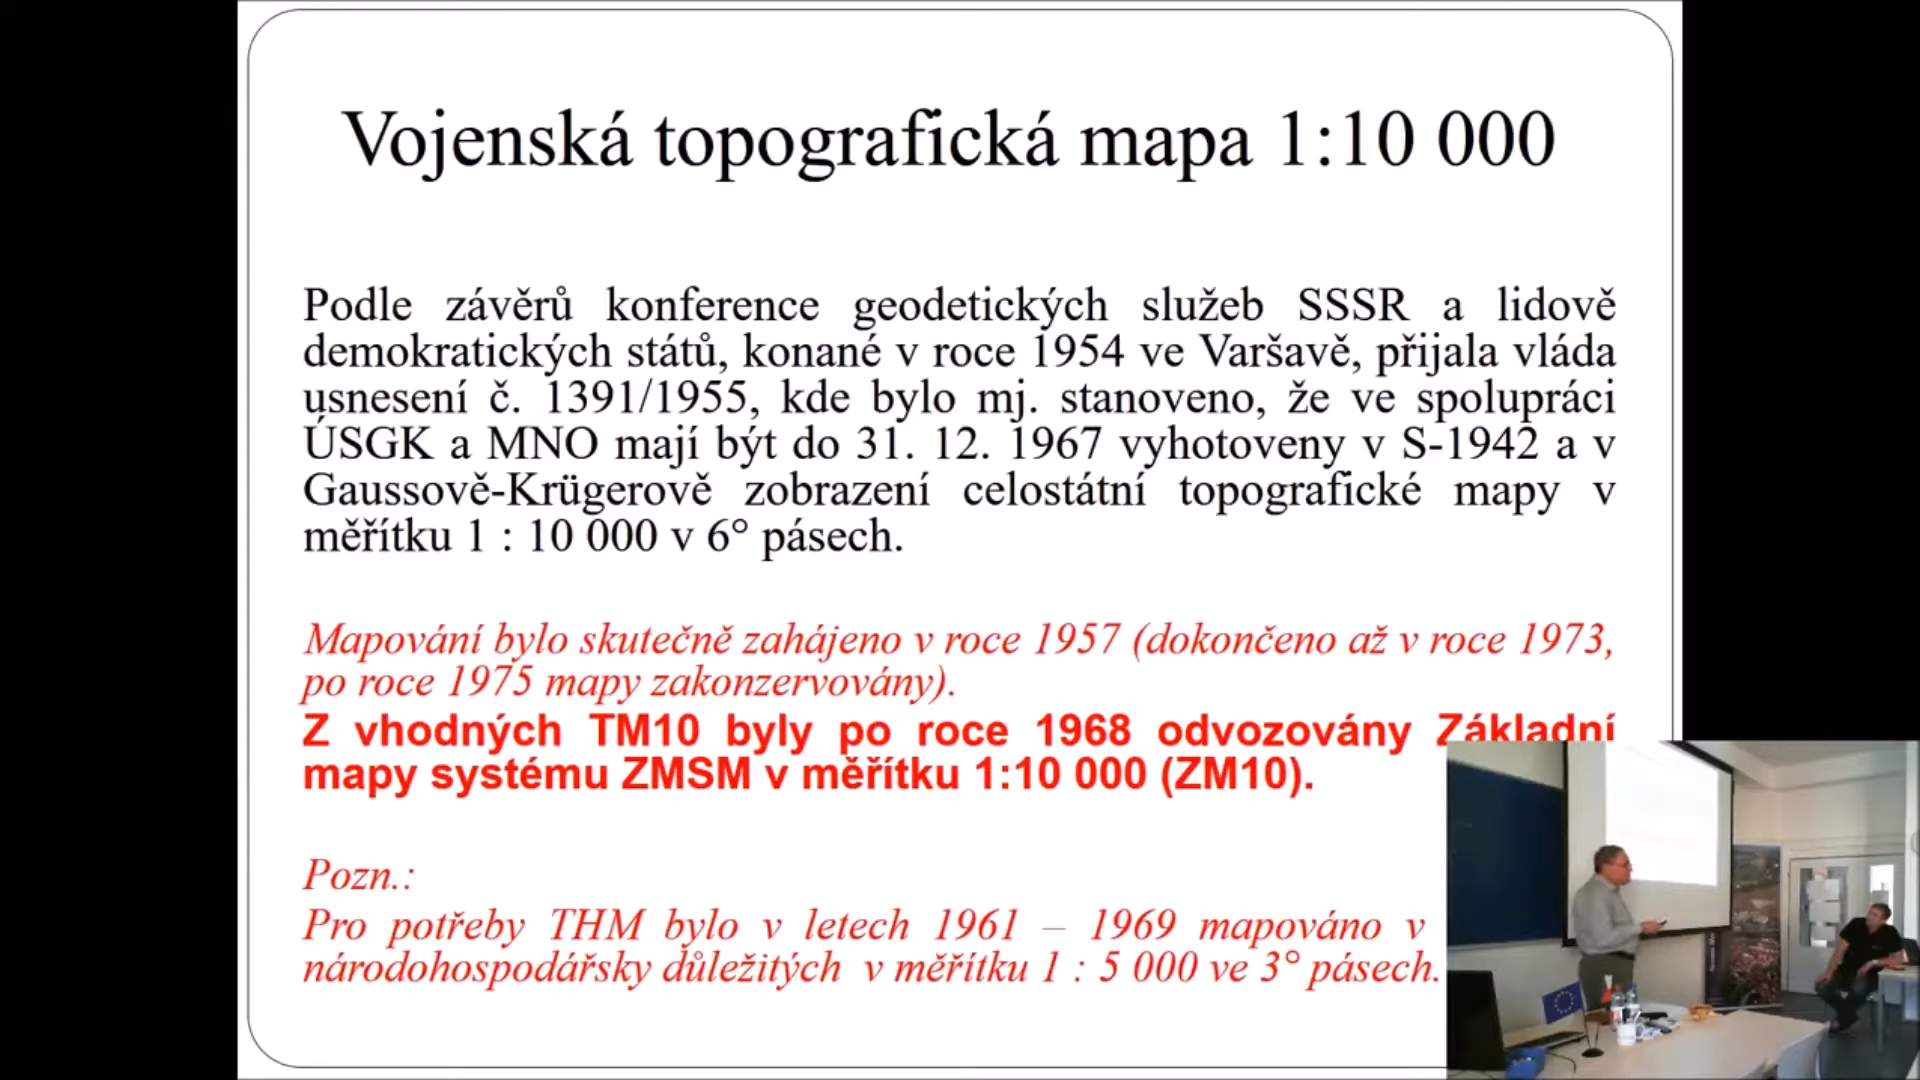 Vojenská topografická mapa 1:10 000
Podle závěrů konference geodetických služeb SSSR a lidově
demokratických států, konané v roce 1954 ve Varšavě, přijala vláda
usnesení č. 1391/1955, kde bylo mj. stanoveno, že ve spolupráci
ÚSGK a MNO mají být do 31. 12. 1967 vyhotoveny v S-1942 a v
Gaussově-Krügerově zobrazení celostátní topografické mapy v
měřítku 1 : 10 000 v 6° pásech.
Mapování bylo skutečně zahájeno v roce 1957 (dokončeno až v roce 1973,
po roce 1975 mapy zakonzervovány).
Z vhodných TM10 byly po roce 1968 odvozovány Základní
mapy systému ZMSM v měřítku 1:10 000 (ZM10).
Pozn.:
Pro potřeby THM bylo v letech 1961 – 1969 mapováno v
národohospodářsky důležitých v měřítku 1 : 5 000 ve 3° pásech.